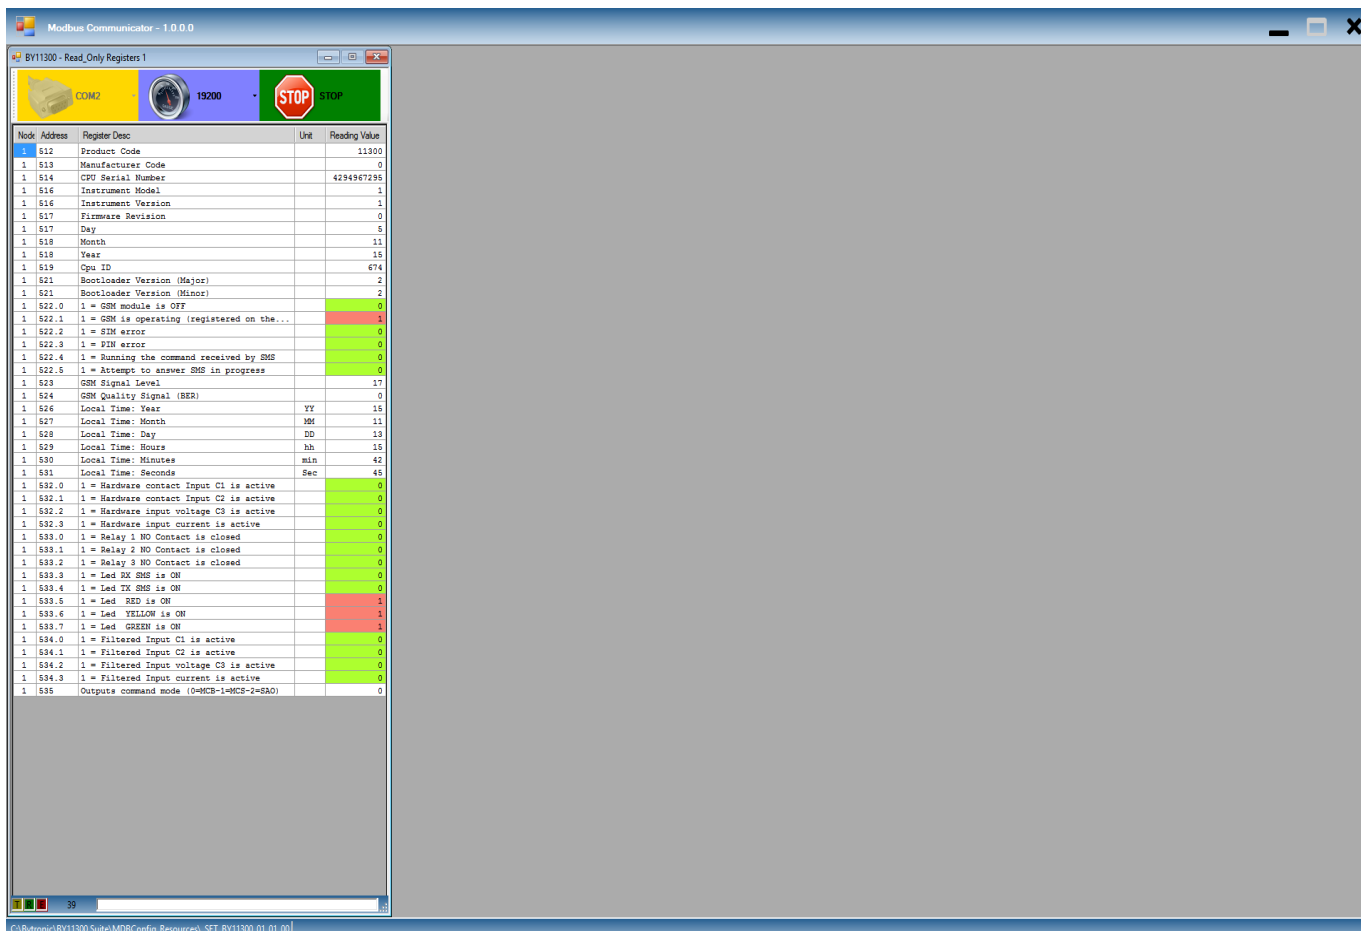 Modbus Communicator - 1.0.0.0
BY11300 - Read_Only Registers 1
COM2 19200 STOP STOP
Node Address Register Desc Unit Reading Value
1 512 Product Code 11300
1 513 Manufacturer Code 0
1 514 CPU Serial Number 4294967295
1 516 Instrument Model 1
1 516 Instrument Version 1
1 517 Firmware Revision 0
1 517 Day 5
1 518 Month 11
1 518 Year 15
1 519 Cpu ID 674
1 521 Bootloader Version (Major) 2
1 521 Bootloader Version (Minor) 2
1 522.0 1 = GSM module is OFF 0
1 522.1 1 = GSM is operating (registered on the... 1
1 522.2 1 = SIM error 0
1 522.3 1 = PIN error 0
1 522.4 1 = Running the command received by SMS 0
1 522.5 1 = Attempt to answer SMS in progress 0
1 523 GSM Signal Level 17
1 524 GSM Quality Signal (BER) 0
1 526 Local Time: Year YY 15
1 527 Local Time: Month MM 11
1 528 Local Time: Day DD 13
1 529 Local Time: Hours hh 15
1 530 Local Time: Minutes min 42
1 531 Local Time: Seconds Sec 45
1 532.0 1 = Hardware contact Input C1 is active 0
1 532.1 1 = Hardware contact Input C2 is active 0
1 532.2 1 = Hardware input voltage C3 is active 0
1 532.3 1 = Hardware input current is active 0
1 533.0 1 = Relay 1 NO Contact is closed 0
1 533.1 1 = Relay 2 NO Contact is closed 0
1 533.2 1 = Relay 3 NO Contact is closed 0
1 533.3 1 = Led RX SMS is ON 0
1 533.4 1 = Led TX SMS is ON 0
1 533.5 1 = Led RED is ON 1
1 533.6 1 = Led YELLOW is ON 1
1 533.7 1 = Led GREEN is ON 1
1 534.0 1 = Filtered Input C1 is active 0
1 534.1 1 = Filtered Input C2 is active 0
1 534.2 1 = Filtered Input voltage C3 is active 0
1 534.3 1 = Filtered Input current is active 0
1 535 Outputs command mode (0=MCB-1=MCS-2=SAO) 0
T R E 39
C:\Bytronic\BY11300 Suite\MDBConfig_Resources\_SET_BY11300_01_01_00